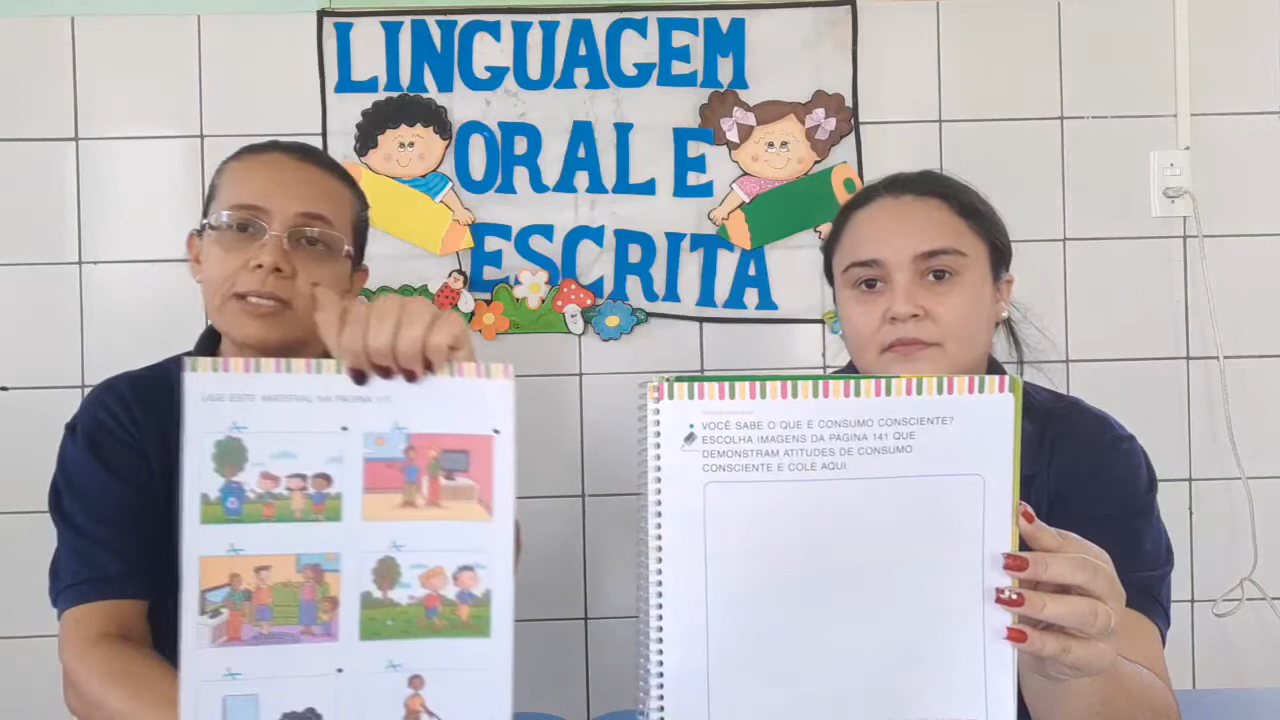 LINGUAGEM
ORAL E
ESCRITA
USE ESTE MATERIAL NA PÁGINA
VOCÊ SABE O QUE É CONSUMO CONSCIENTE?
ESCOLHA IMAGENS DA PÁGINA 141 QUE
DEMONSTRAM ATITUDES DE CONSUMO
CONSCIENTE E COLE AQUI.